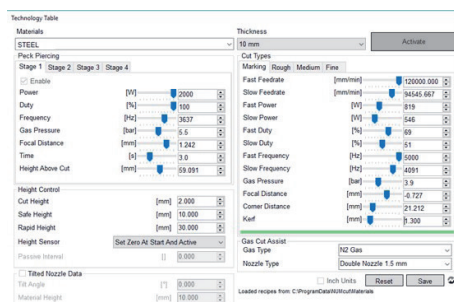 Technology Table
Materials
STEEL
Thickness
10 mm
Activate
Peck Piercing
Stage 1 Stage 2 Stage 3 Stage 4
Enable
Power [W] 2000
Duty [%] 100
Frequency [Hz] 3637
Gas Pressure [bar] 5.5
Focal Distance [mm] 1.242
Time [s] 3.0
Height Above Cut [mm] 59.091
Height Control
Cut Height [mm] 2.000
Safe Height [mm] 10.000
Rapid Height [mm] 30.000
Height Sensor Set Zero At Start And Active
Passive Interval [] 0.000
Tilted Nozzle Data
Tilt Angle [°] 0.000
Material Height [mm] 10.000
Cut Types
Marking Rough Medium Fine
Fast Feedrate [mm/min] 120000.000
Slow Feedrate [mm/min] 94545.667
Fast Power [W] 819
Slow Power [W] 546
Fast Duty [%] 69
Slow Duty [%] 51
Fast Frequency [Hz] 5000
Slow Frequency [Hz] 4091
Gas Pressure [bar] 3.9
Focal Distance [mm] -0.727
Corner Distance [mm] 21.212
Kerf [mm] 1.300
Gas Cut Assist
Gas Type N2 Gas
Nozzle Type Double Nozzle 1.5 mm
Inch Units Reset Save
Loaded recipes from: C:\ProgramData\N2\4cut\Materials